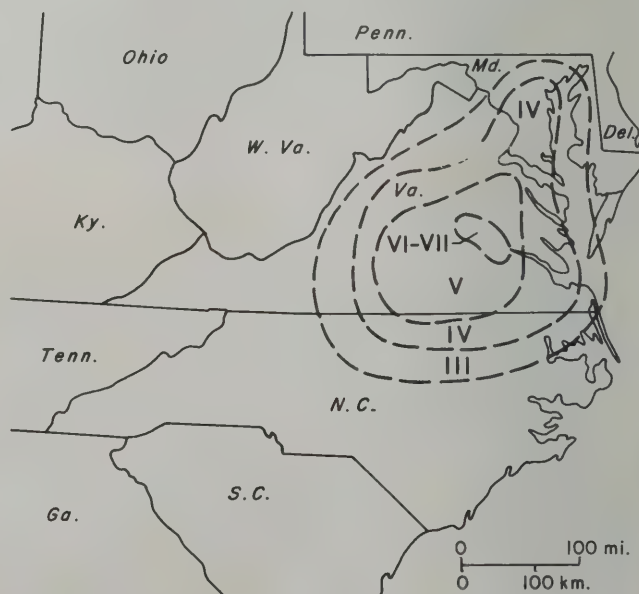 Penn.
Ohio
Md.
IV
W. Va.
Del.
Va.
Ky.
VI-VII
V
IV
Tenn.
III
N.C.
S.C.
Ga.
0 100 mi.
0 100 km.